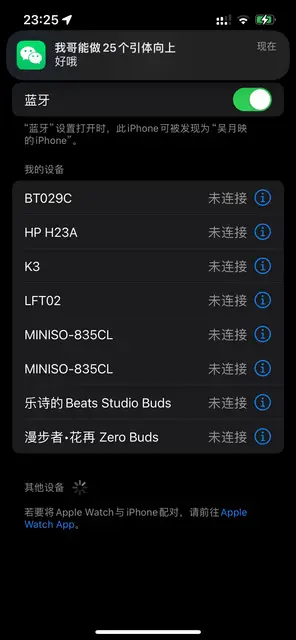 23:25
我哥能做25个引体向上
现在
好哦
蓝牙
“蓝牙”设置打开时，此iPhone可被发现为“吴月映
的iPhone”。
我的设备
BT029C 未连接
HP H23A 未连接
K3 未连接
LFT02 未连接
MINISO-835CL 未连接
MINISO-835CL 未连接
乐诗的Beats Studio Buds 未连接
漫步者•花再 Zero Buds 未连接
其他设备
若要将Apple Watch与iPhone配对，请前往Apple
Watch App。